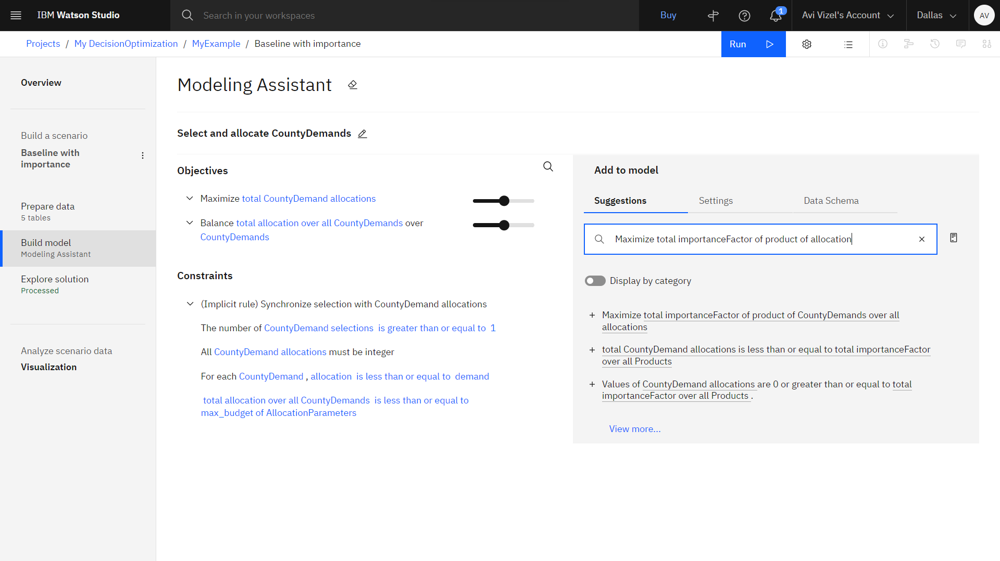 IBM Watson Studio
Search in your workspaces
Buy
1
Avi Vizel's Account
Dallas
AV
Projects / My DecisionOptimization / MyExample / Baseline with importance
Run
Overview
Build a scenario
Baseline with
importance
Prepare data
5 tables
Build model
Modeling Assistant
Explore solution
Processed
Analyze scenario data
Visualization
Modeling Assistant
Select and allocate CountyDemands
Objectives
Maximize total CountyDemand allocations
Balance total allocation over all CountyDemands over
CountyDemands
Constraints
(Implicit rule) Synchronize selection with CountyDemand allocations
The number of CountyDemand selections is greater than or equal to 1
All CountyDemand allocations must be integer
For each CountyDemand , allocation is less than or equal to demand
total allocation over all CountyDemands is less than or equal to
max_budget of AllocationParameters
Add to model
Suggestions
Settings
Data Schema
Maximize total importanceFactor of product of allocation
Display by category
+ Maximize total importanceFactor of product of CountyDemands over all
allocations
+ total CountyDemand allocations is less than or equal to total importanceFactor
over all Products
+ Values of CountyDemand allocations are 0 or greater than or equal to total
importanceFactor over all Products .
View more...